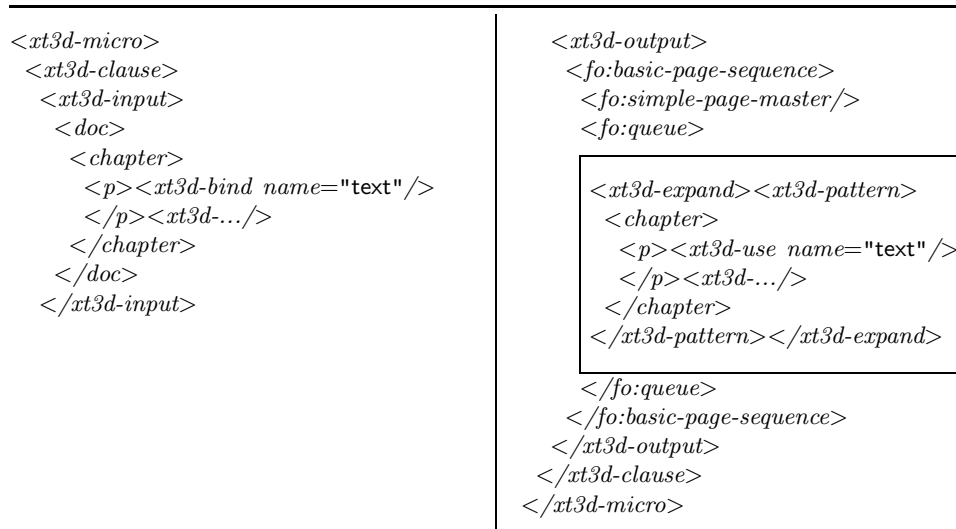 <xt3d-micro>
<xt3d-clause>
<xt3d-input>
<doc>
<chapter>
<p><xt3d-bind name="text"/>
</p><xt3d-.../>
</chapter>
</doc>
</xt3d-input>
<xt3d-output>
<fo:basic-page-sequence>
<fo:simple-page-master/>
<fo:queue>
<xt3d-expand><xt3d-pattern>
<chapter>
<p><xt3d-use name="text"/>
</p><xt3d-.../>
</chapter>
</xt3d-pattern></xt3d-expand>
</fo:queue>
</fo:basic-page-sequence>
</xt3d-output>
</xt3d-clause>
</xt3d-micro>